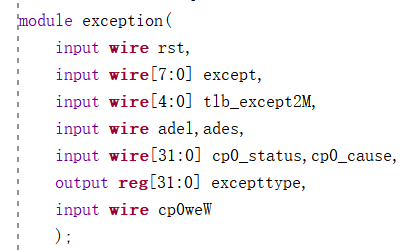 module exception(
input wire rst,
input wire[7:0] except,
input wire[4:0] tlb_except2M,
input wire adel,ades,
input wire[31:0] cp0_status,cp0_cause,
output reg[31:0] excepttype,
input wire cp0weW
);